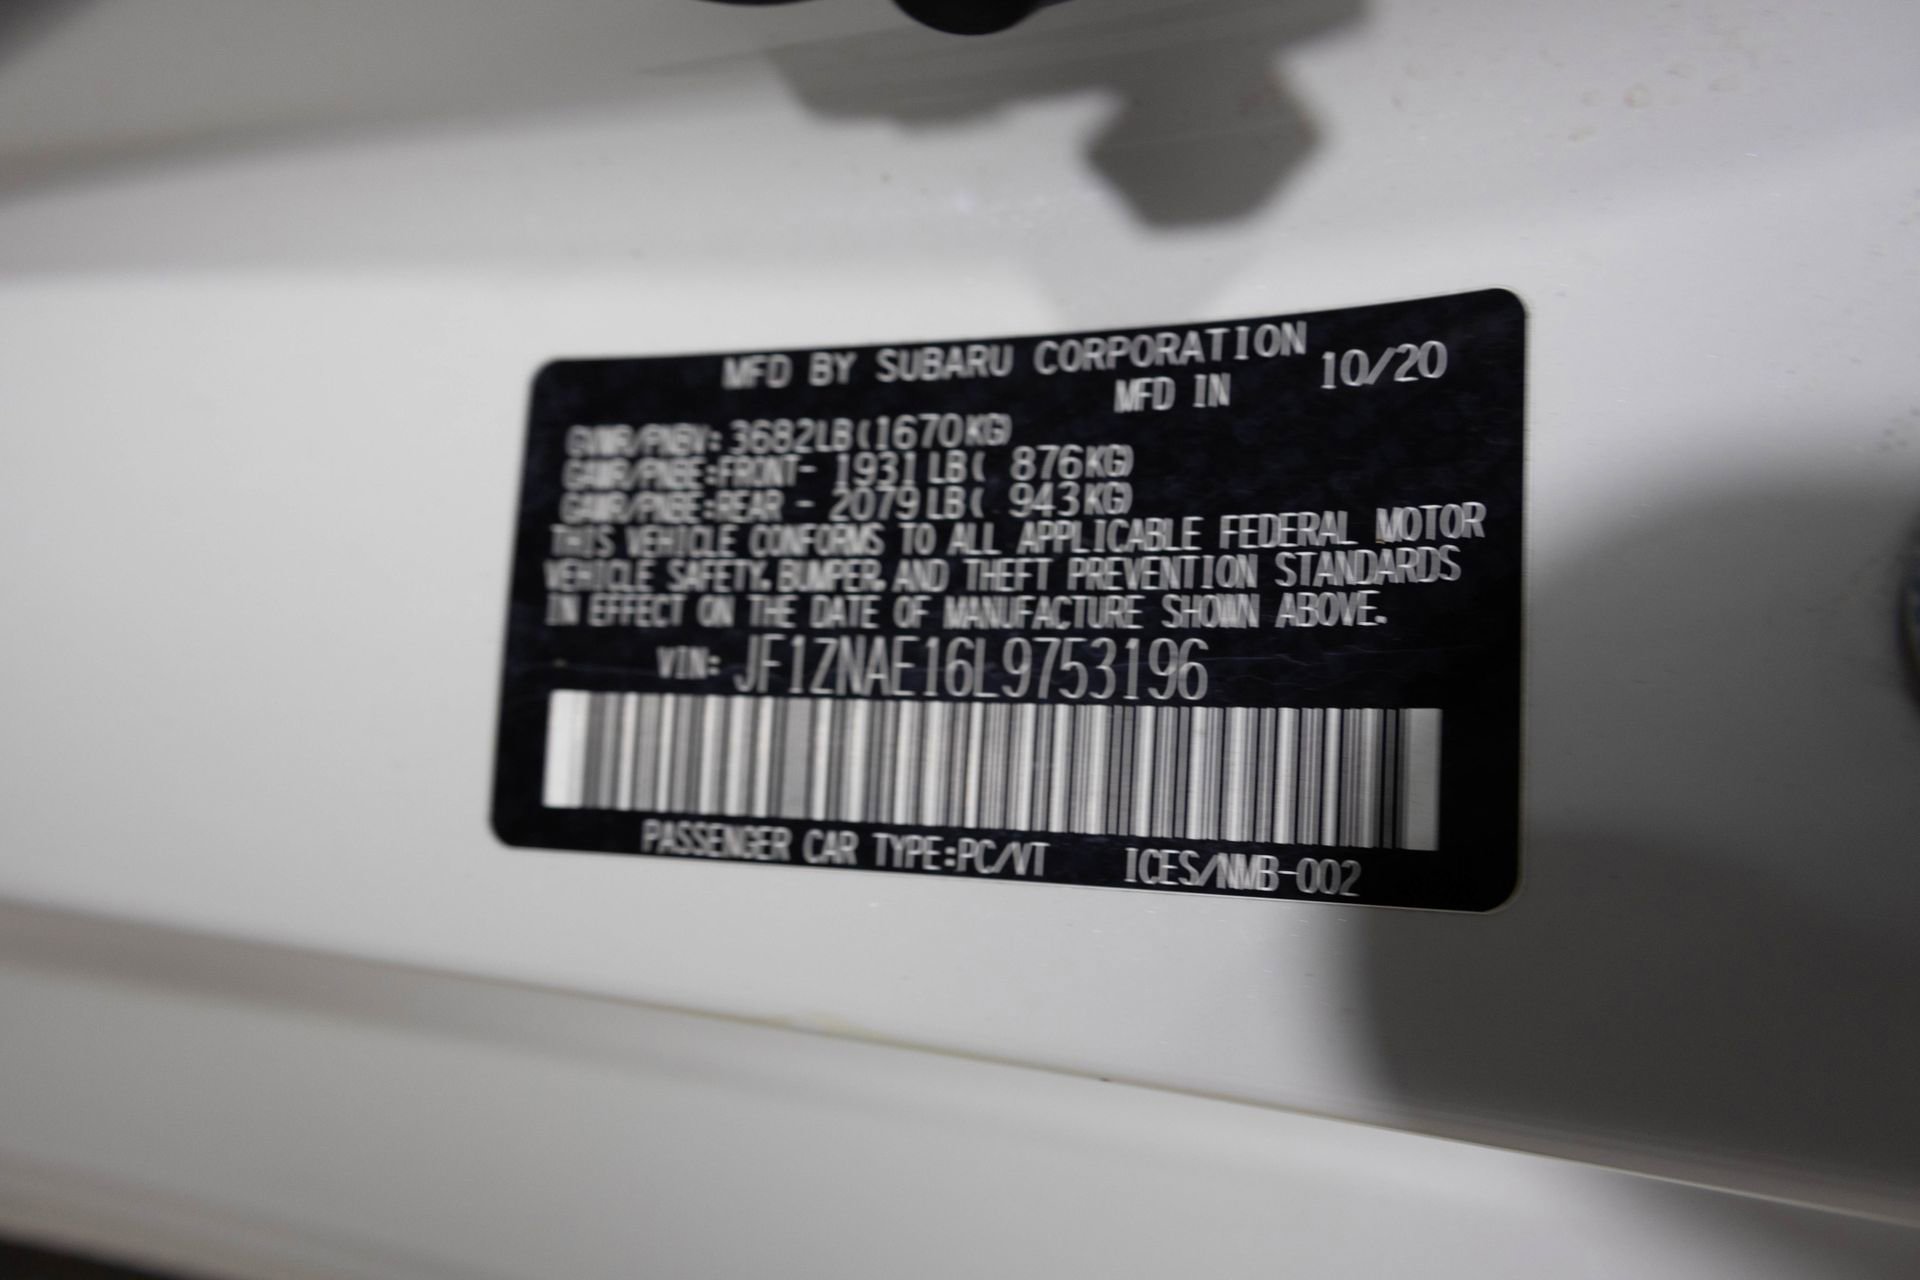 MFD BY SUBARU CORPORATION
MFD IN 10/20
GVWR/PNBV: 3682LB(1670KG)
GAWR/PNBE:FRONT- 1931LB( 876KG)
GAWR/PNBE:REAR - 2079LB( 943KG)
THIS VEHICLE CONFORMS TO ALL APPLICABLE FEDERAL MOTOR
VEHICLE SAFETY, BUMPER, AND THEFT PREVENTION STANDARDS
IN EFFECT ON THE DATE OF MANUFACTURE SHOWN ABOVE.
VIN: JF1ZNAE16L9753196
PASSENGER CAR TYPE:PC/VT ICES/NMB-002